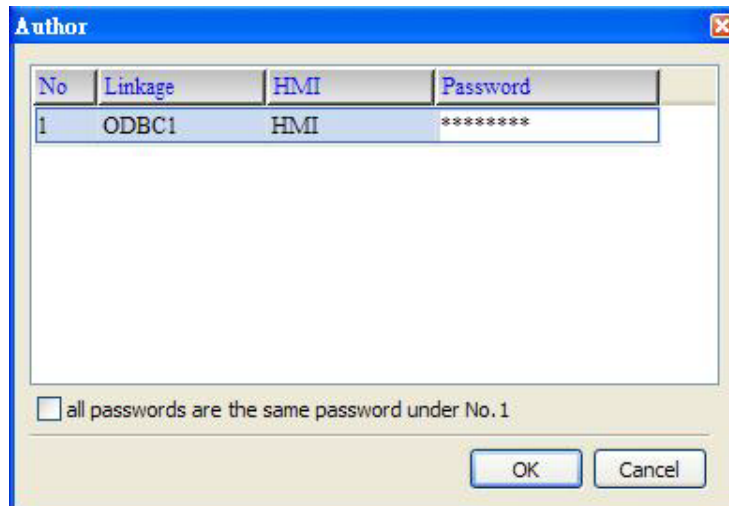 Author
No Linkage HMI Password
1 ODBC1 HMI ********
all passwords are the same password under No.1
OK Cancel